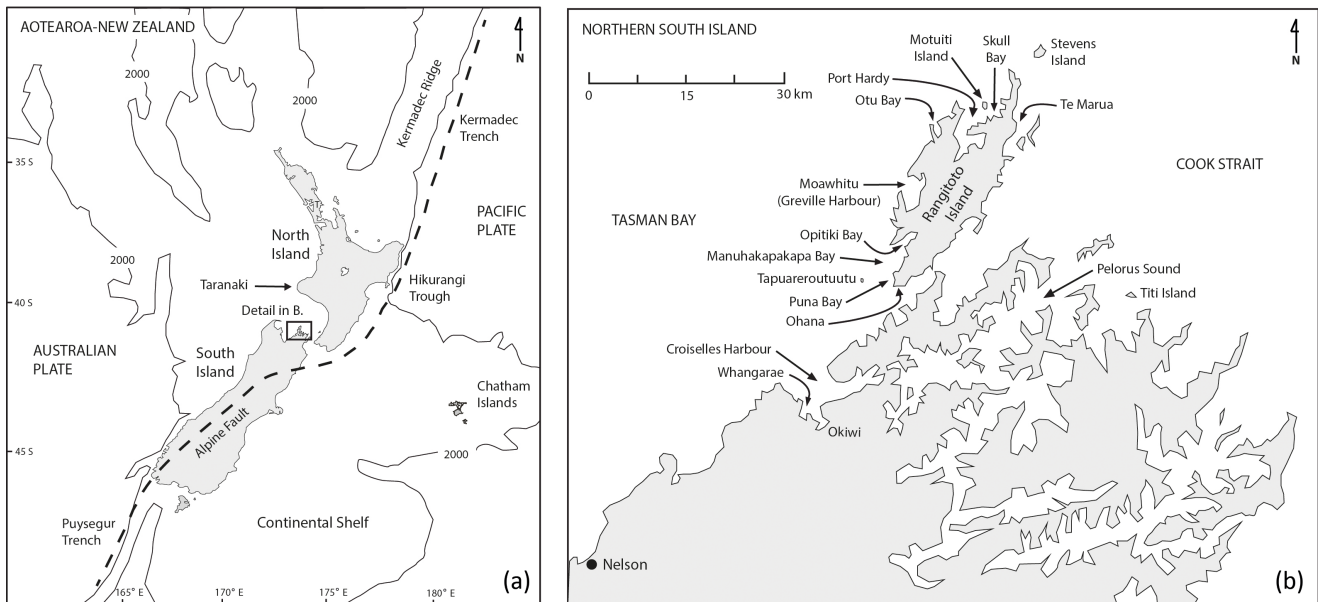 AOTEAROA-NEW ZEALAND
4
N
2000
2000
Kermadec Ridge
Kermadec
Trench
35 S
PACIFIC
PLATE
North
Island
2000
Taranaki
Hikurangi
Trough
40 S
Detail in B.
AUSTRALIAN
PLATE
South
Island
Chatham
Islands
Alpine Fault
2000
45 S
Puysegur
Trench
Continental Shelf
165° E
170° E
175° E
180° E
(a)
NORTHERN SOUTH ISLAND
4
N
0
15
30 km
Motuiti
Island
Skull
Bay
Stevens
Island
Port Hardy
Otu Bay
Te Marua
COOK STRAIT
Moawhitu
(Greville Harbour)
Rangitoto
Island
TASMAN BAY
Opitiki Bay
Manuhakapakapa Bay
Tapuareroutuutu
Pelorus Sound
Titi Island
Puna Bay
Ohana
Croiselles Harbour
Whangarae
Okiwi
Nelson
(b)